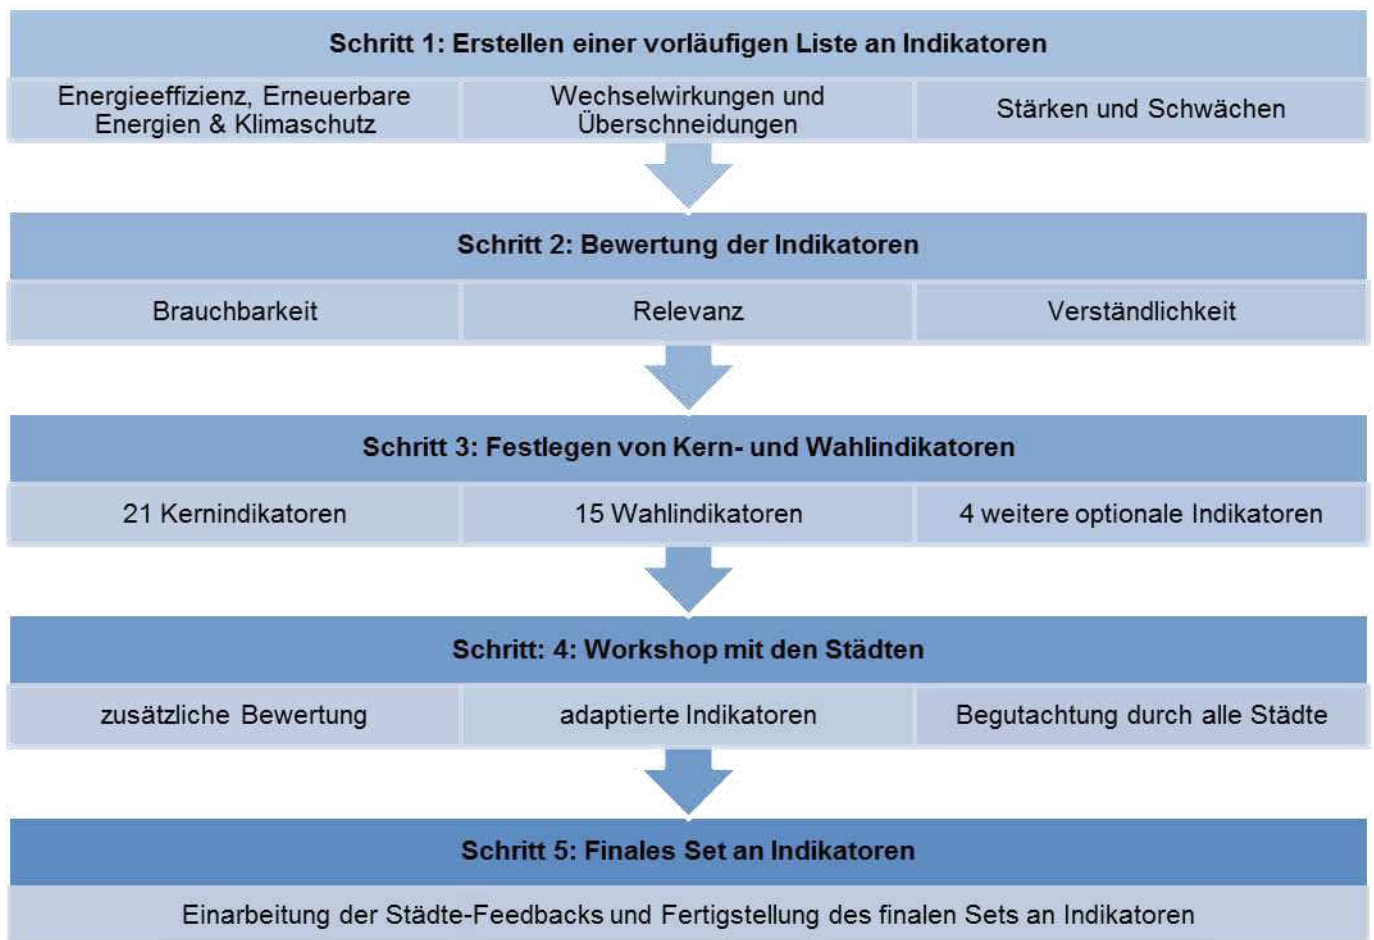 Schritt 1: Erstellen einer vorläufigen Liste an Indikatoren
Energieeffizienz, Erneuerbare
Energien & Klimaschutz
Wechselwirkungen und
Überschneidungen
Stärken und Schwächen
Schritt 2: Bewertung der Indikatoren
Brauchbarkeit
Relevanz
Verständlichkeit
Schritt 3: Festlegen von Kern- und Wahlindikatoren
21 Kernindikatoren
15 Wahlindikatoren
4 weitere optionale Indikatoren
Schritt: 4: Workshop mit den Städten
zusätzliche Bewertung
adaptierte Indikatoren
Begutachtung durch alle Städte
Schritt 5: Finales Set an Indikatoren
Einarbeitung der Städte-Feedbacks und Fertigstellung des finalen Sets an Indikatoren